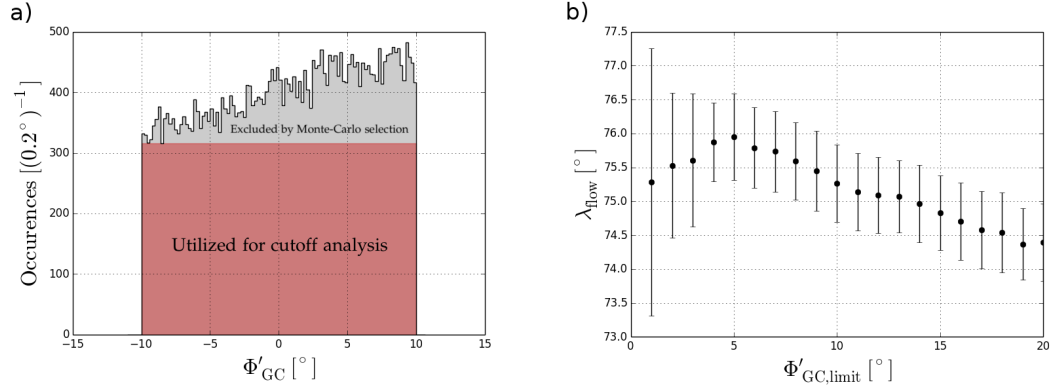 a)
500
400
300
200
100
0
Occurences [(0.2°)⁻¹]
Excluded by Monte-Carlo selection
Utilized for cutoff analysis
−15 −10 −5 0 5 10 15
Φ′GC [°]
b)
77.5
77.0
76.5
76.0
75.5
75.0
74.5
74.0
73.5
73.0
λflow [°]
0 5 10 15 20
Φ′GC,limit [°]